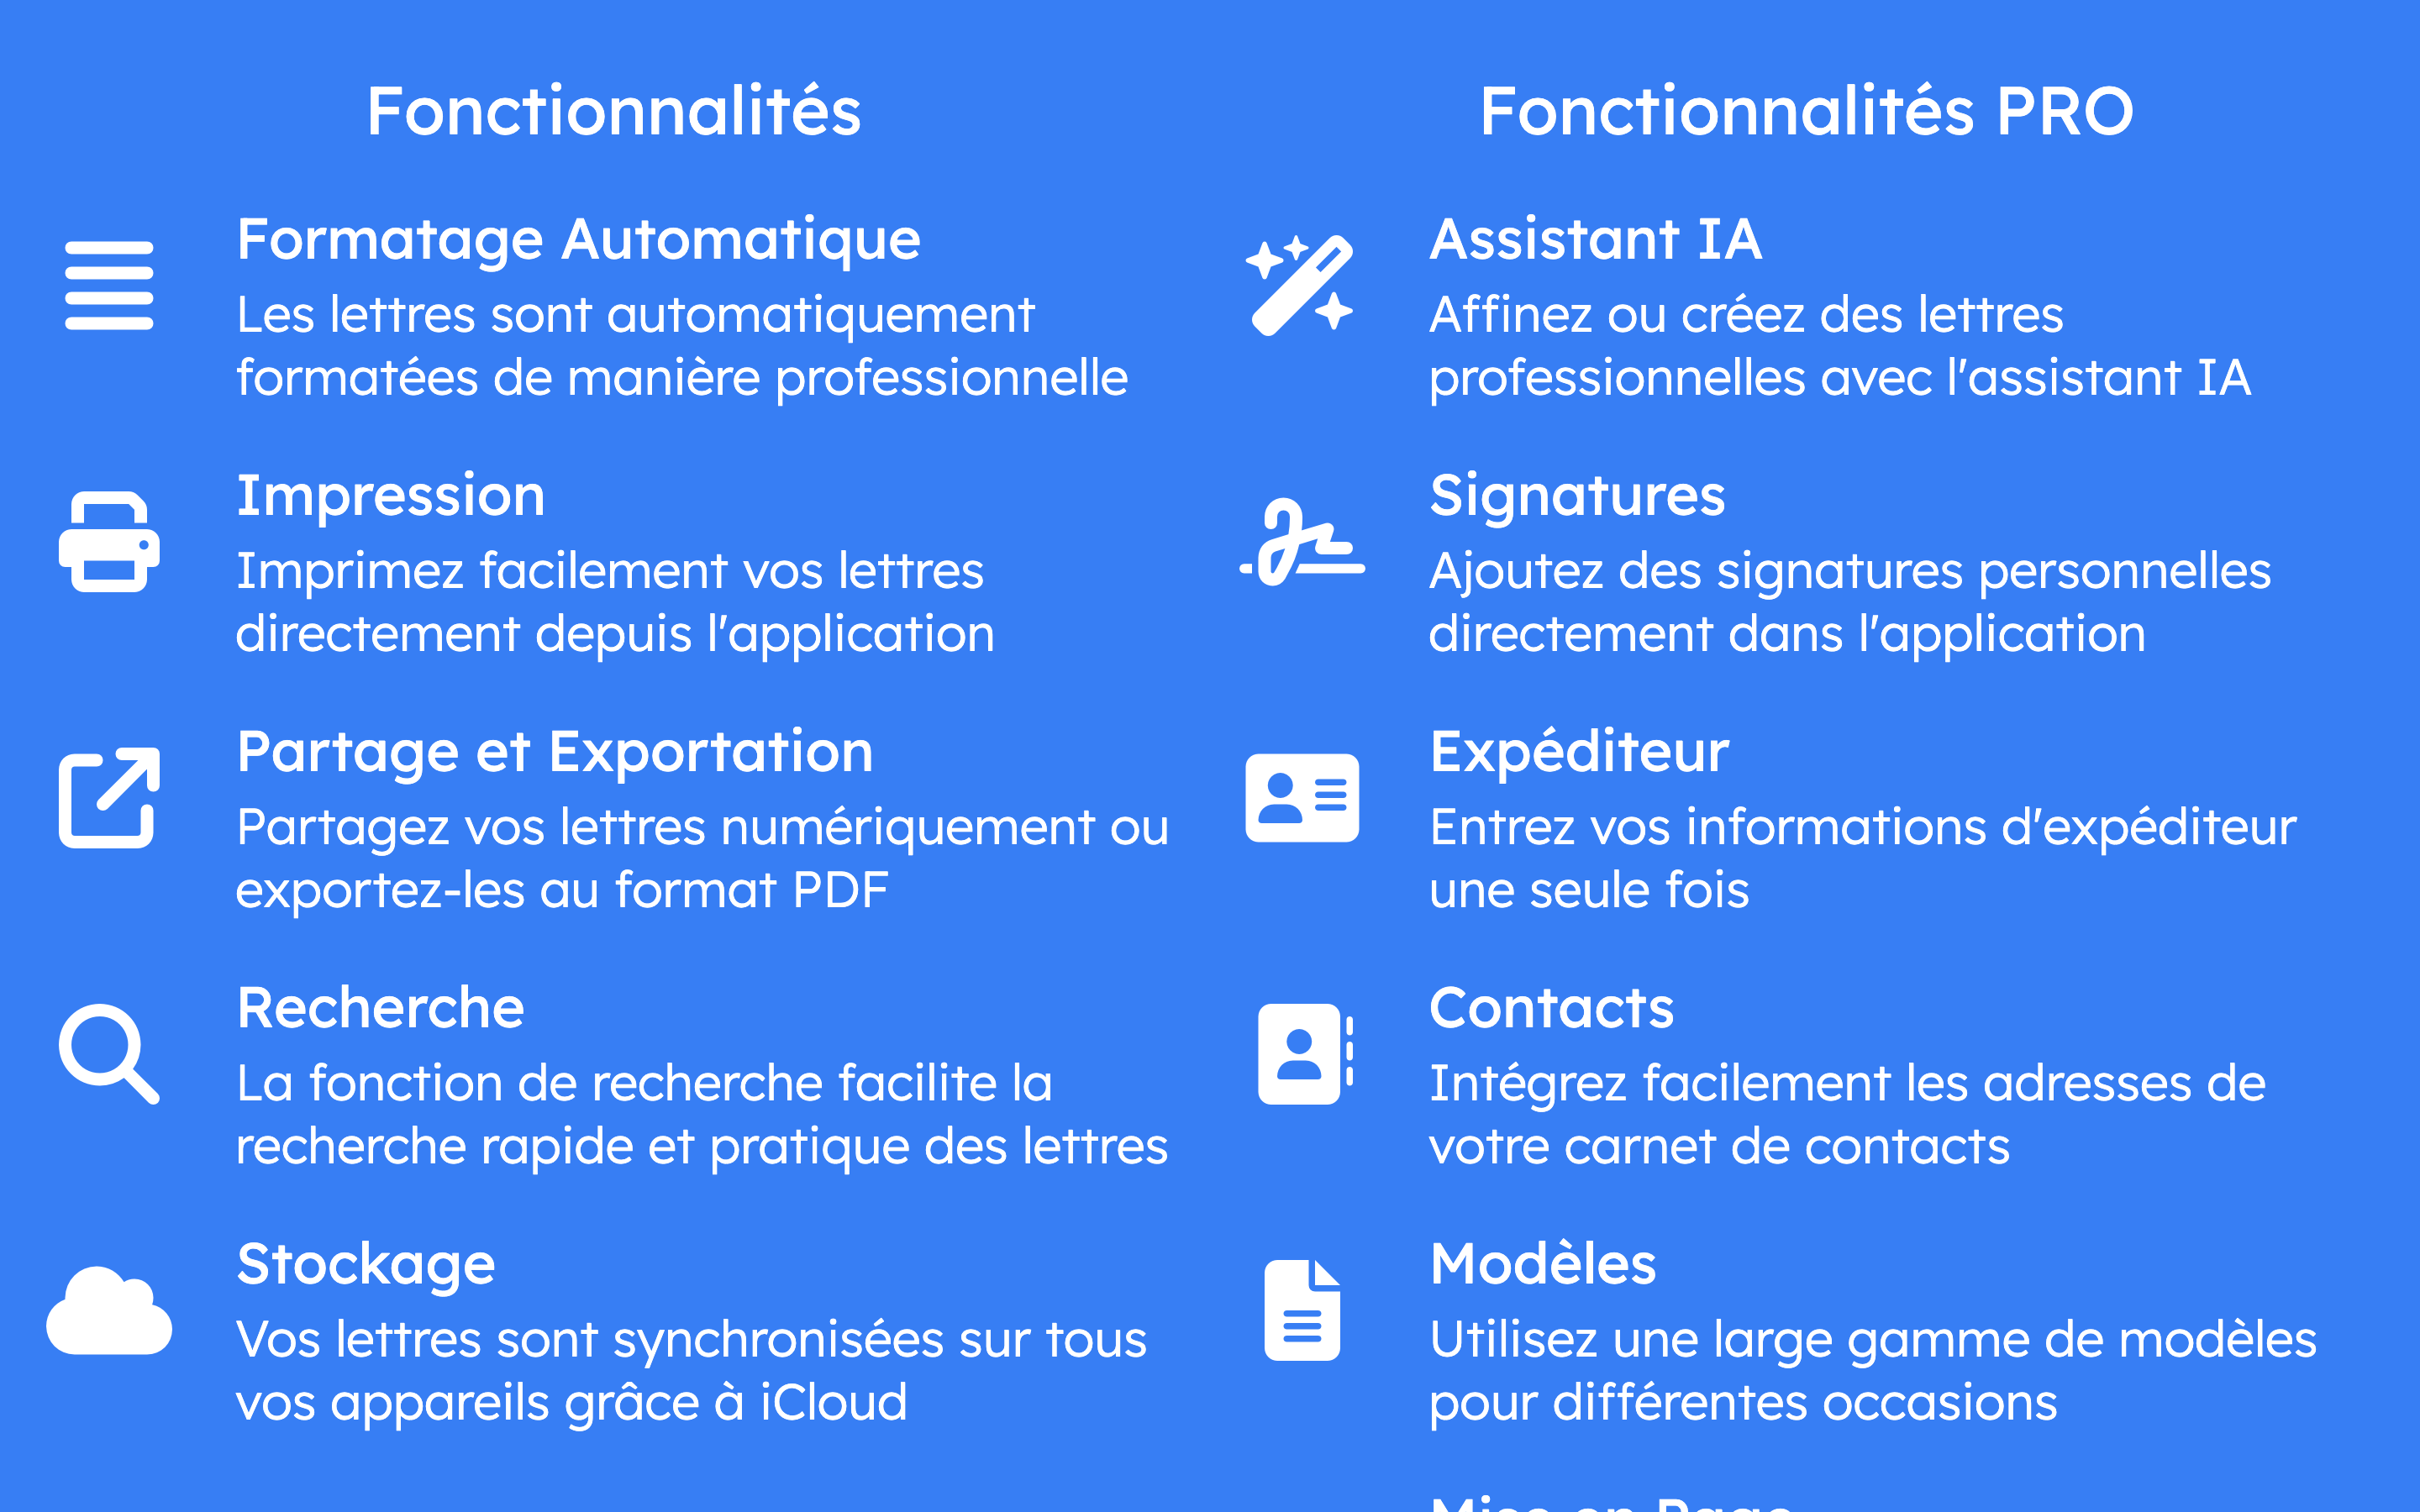 Fonctionnalités
Formatage Automatique
Les lettres sont automatiquement
formatées de manière professionnelle
Impression
Imprimez facilement vos lettres
directement depuis l'application
Partage et Exportation
Partagez vos lettres numériquement ou
exportez-les au format PDF
Recherche
La fonction de recherche facilite la
recherche rapide et pratique des lettres
Stockage
Vos lettres sont synchronisées sur tous
vos appareils grâce à iCloud
Fonctionnalités PRO
Assistant IA
Affinez ou créez des lettres
professionnelles avec l'assistant IA
Signatures
Ajoutez des signatures personnelles
directement dans l'application
Expéditeur
Entrez vos informations d'expéditeur
une seule fois
Contacts
Intégrez facilement les adresses de
votre carnet de contacts
Modèles
Utilisez une large gamme de modèles
pour différentes occasions
Mise en Page